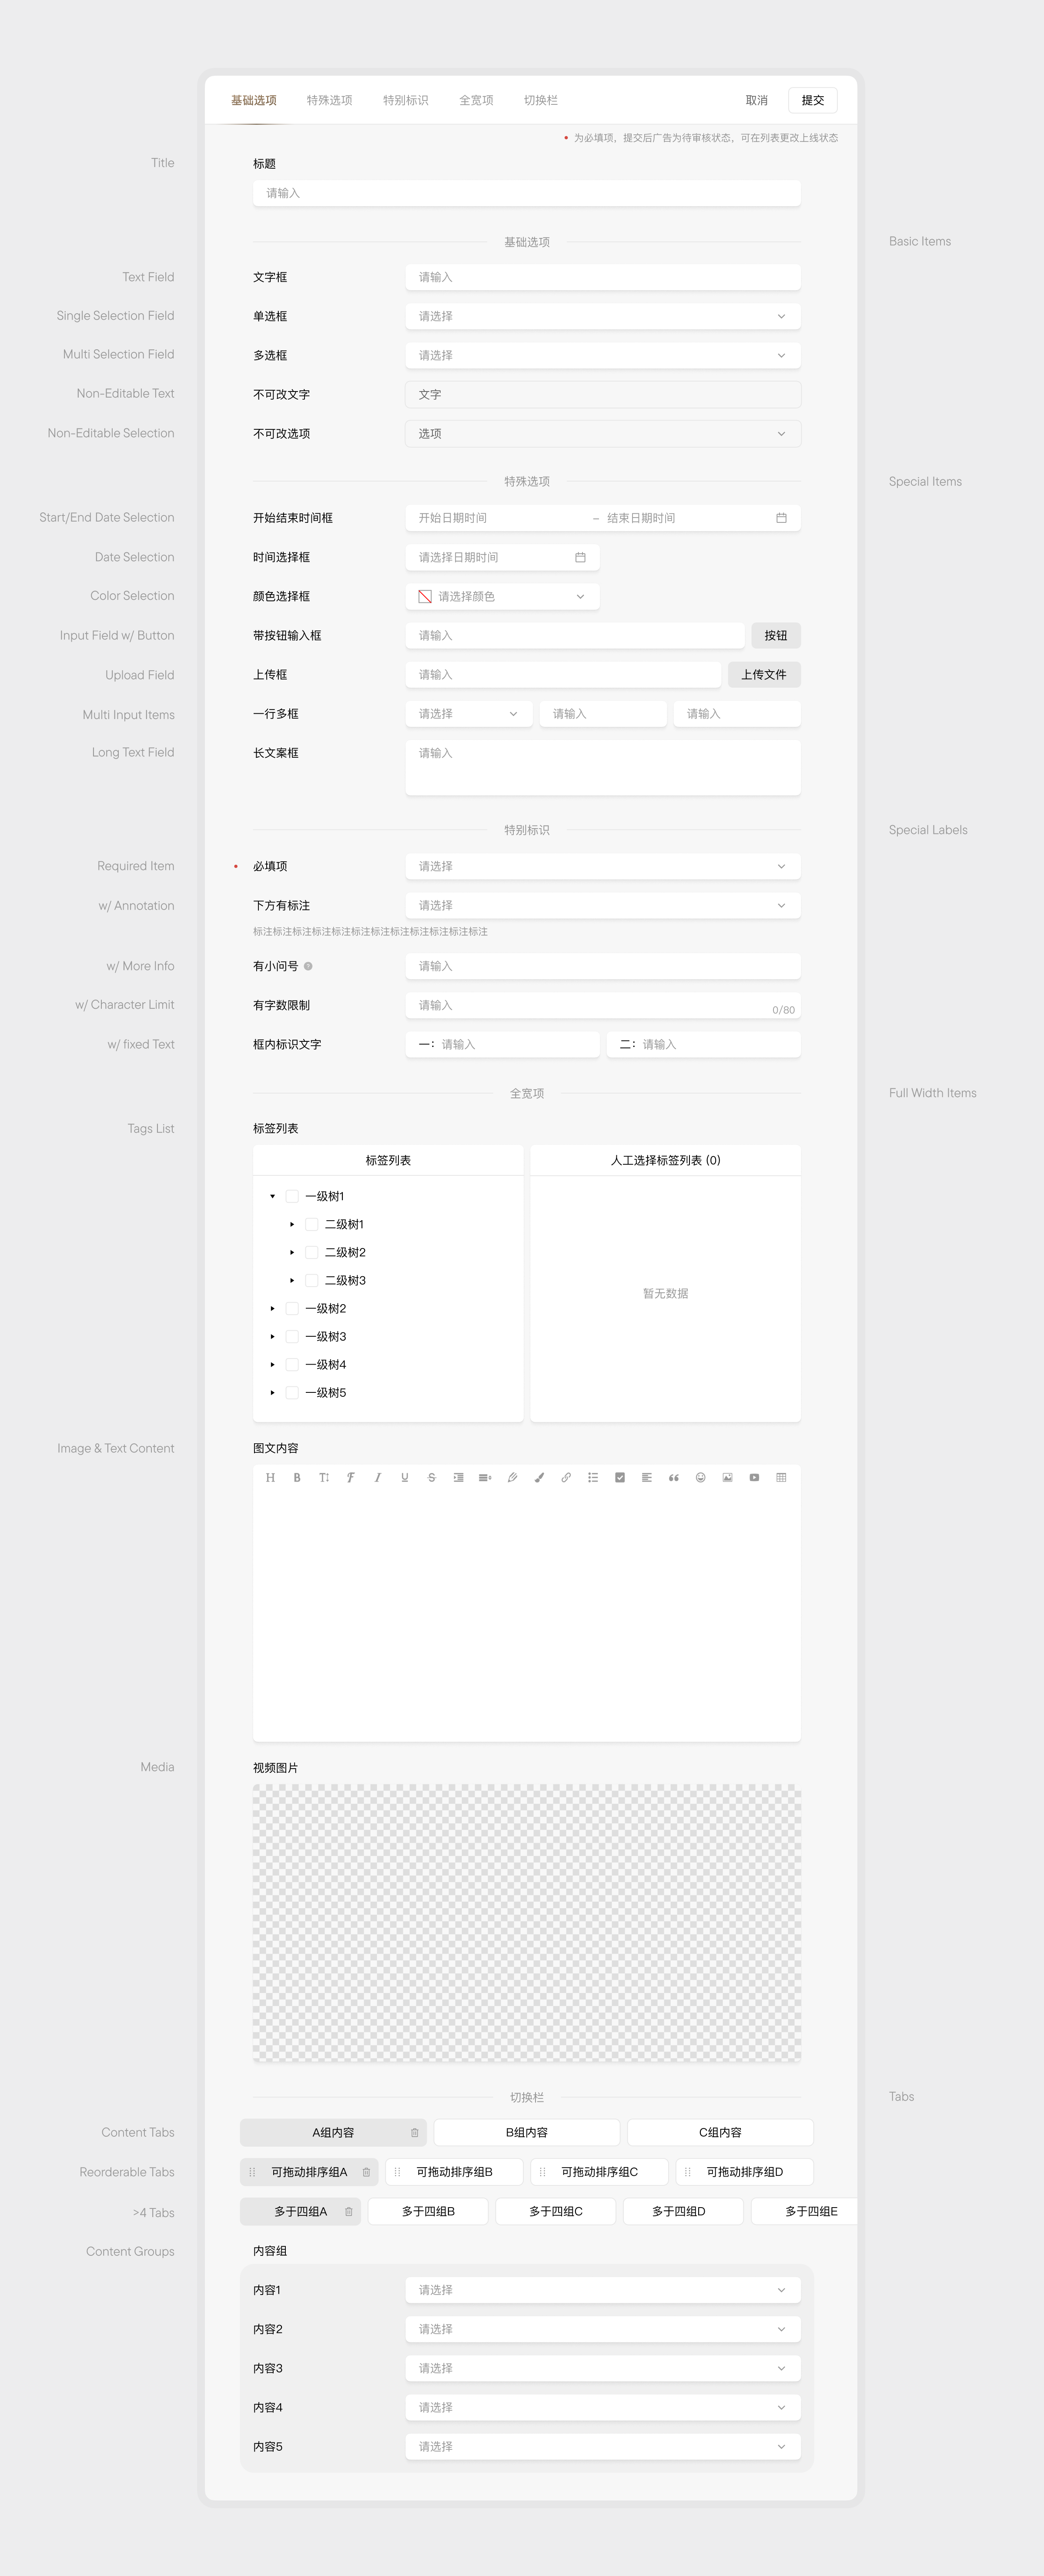 基础选项 特殊选项 特别标识 全宽项 切换栏 取消 提交
• 为必填项，提交后广告为待审核状态，可在列表更改上线状态
Title 标题
请输入
基础选项 Basic Items
Text Field 文字框 请输入
Single Selection Field 单选框 请选择
Multi Selection Field 多选框 请选择
Non-Editable Text 不可改文字 文字
Non-Editable Selection 不可改选项 选项
特殊选项 Special Items
Start/End Date Selection 开始结束时间框 开始日期时间 – 结束日期时间
Date Selection 时间选择框 请选择日期时间
Color Selection 颜色选择框 请选择颜色
Input Field w/ Button 带按钮输入框 请输入 按钮
Upload Field 上传框 请输入 上传文件
Multi Input Items 一行多框 请选择 请输入 请输入
Long Text Field 长文案框 请输入
特别标识 Special Labels
Required Item • 必填项 请选择
w/ Annotation 下方有标注 请选择
标注标注标注标注标注标注标注标注标注标注标注标注
w/ More Info 有小问号 ? 请输入
w/ Character Limit 有字数限制 请输入 0/80
w/ fixed Text 框内标识文字 一：请输入 二：请输入
全宽项 Full Width Items
Tags List 标签列表
标签列表 人工选择标签列表 (0)
一级树1
二级树1
二级树2
二级树3
暂无数据
一级树2
一级树3
一级树4
一级树5
Image & Text Content 图文内容
Media 视频图片
切换栏 Tabs
Content Tabs A组内容 B组内容 C组内容
Reorderable Tabs 可拖动排序组A 可拖动排序组B 可拖动排序组C 可拖动排序组D
>4 Tabs 多于四组A 多于四组B 多于四组C 多于四组D 多于四组E
Content Groups 内容组
内容1 请选择
内容2 请选择
内容3 请选择
内容4 请选择
内容5 请选择